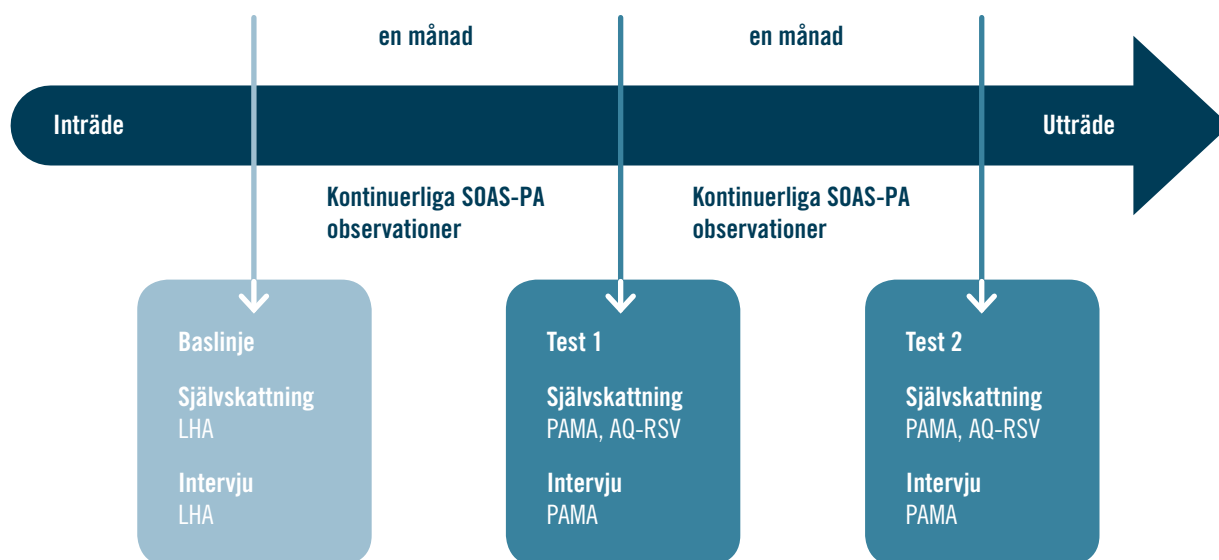 en månad
en månad
Inträde
Utträde
Kontinuerliga SOAS-PA
observationer
Kontinuerliga SOAS-PA
observationer
Baslinje
Självskattning
LHA
Intervju
LHA
Test 1
Självskattning
PAMA, AQ-RSV
Intervju
PAMA
Test 2
Självskattning
PAMA, AQ-RSV
Intervju
PAMA